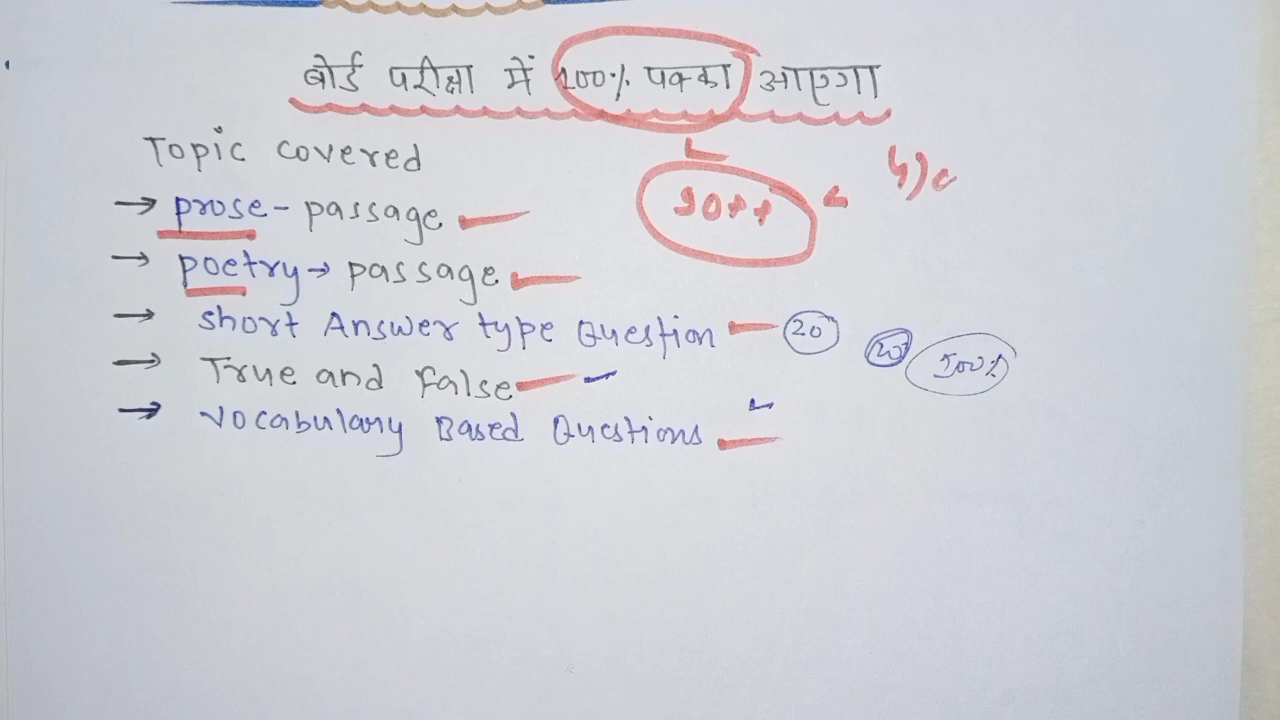 बोर्ड परीक्षा में 100% पक्का आएगा
Topic covered
90++
→ prose - passage
→ poetry → passage
→ short Answer type Question 20
20
→ True and False
→ vocabulary Based Questions